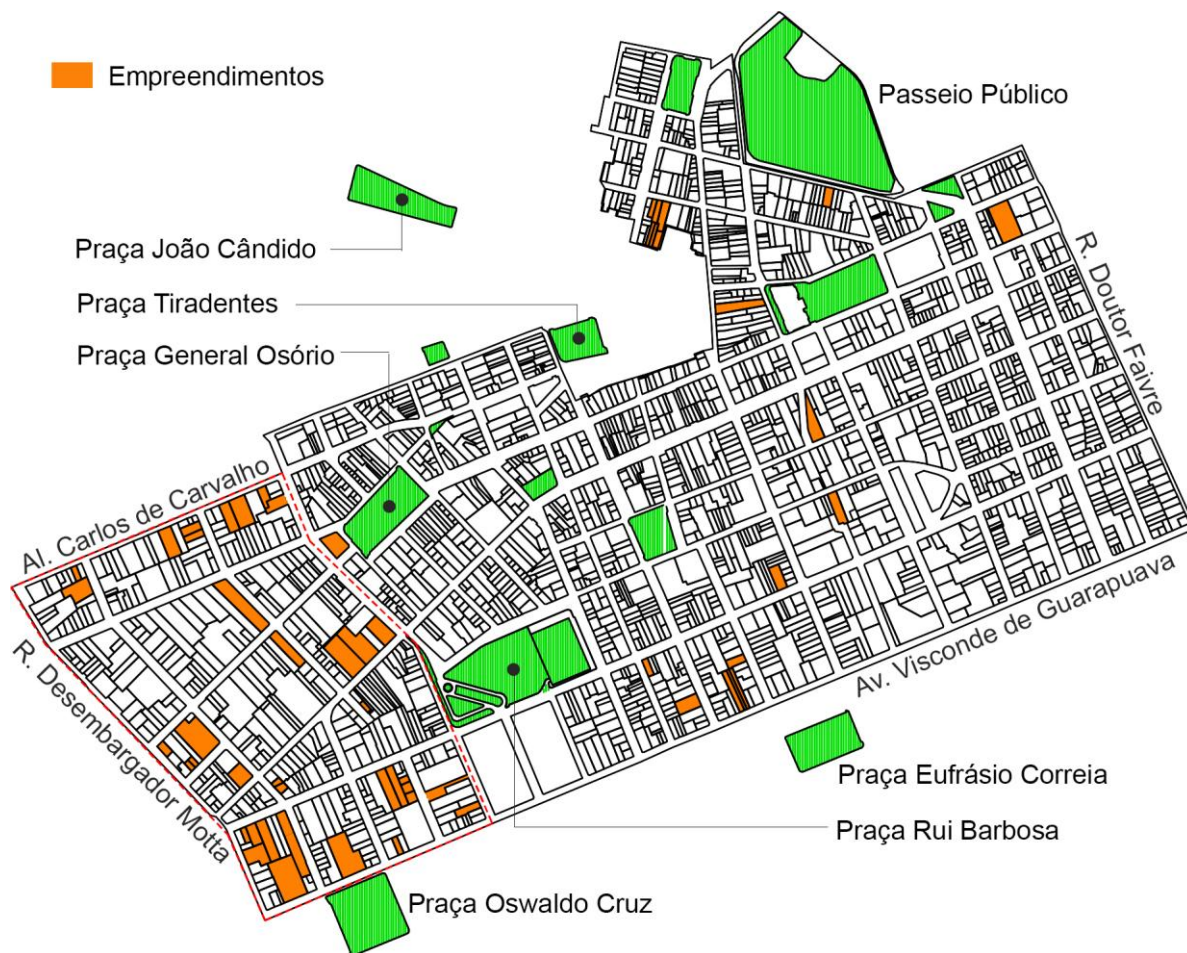 Empreendimentos
Passeio Público
Praça João Cândido
Praça Tiradentes
Praça General Osório
R. Doutor Faivre
Al. Carlos de Carvalho
R. Desembargador Motta
Av. Visconde de Guarapuava
Praça Eufrásio Correia
Praça Rui Barbosa
Praça Oswaldo Cruz